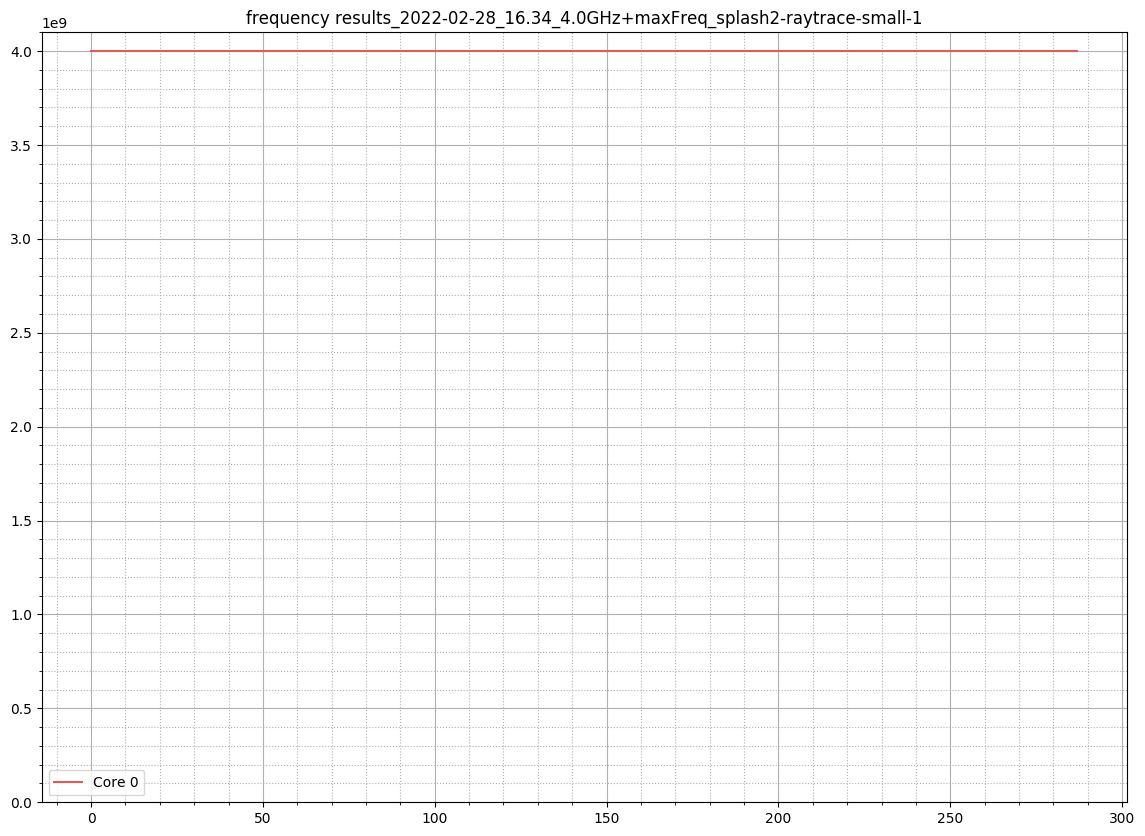 frequency results_2022-02-28_16.34_4.0GHz+maxFreq_splash2-raytrace-small-1
1e9
4.0
3.5
3.0
2.5
2.0
1.5
1.0
0.5
0.0
Core 0
0 50 100 150 200 250 300